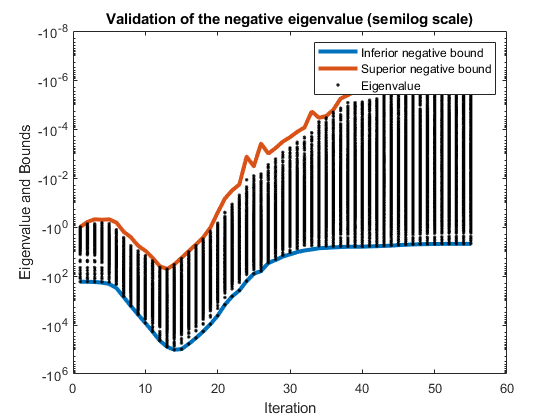 Validation of the negative eigenvalue (semilog scale)
-10^-8
-10^-6
-10^-4
-10^-2
-10^0
-10^2
-10^4
-10^6
Eigenvalue and Bounds
Inferior negative bound
Superior negative bound
Eigenvalue
0 10 20 30 40 50 60
Iteration